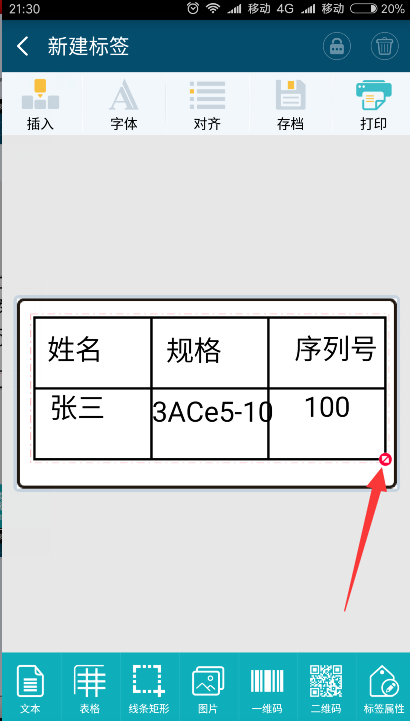 21:30 移动 4G 移动 20%
新建标签
插入 字体 对齐 存档 打印
姓名 规格 序列号
张三 3ACe5-10 100
文本 表格 线条矩形 图片 一维码 二维码 标签属性